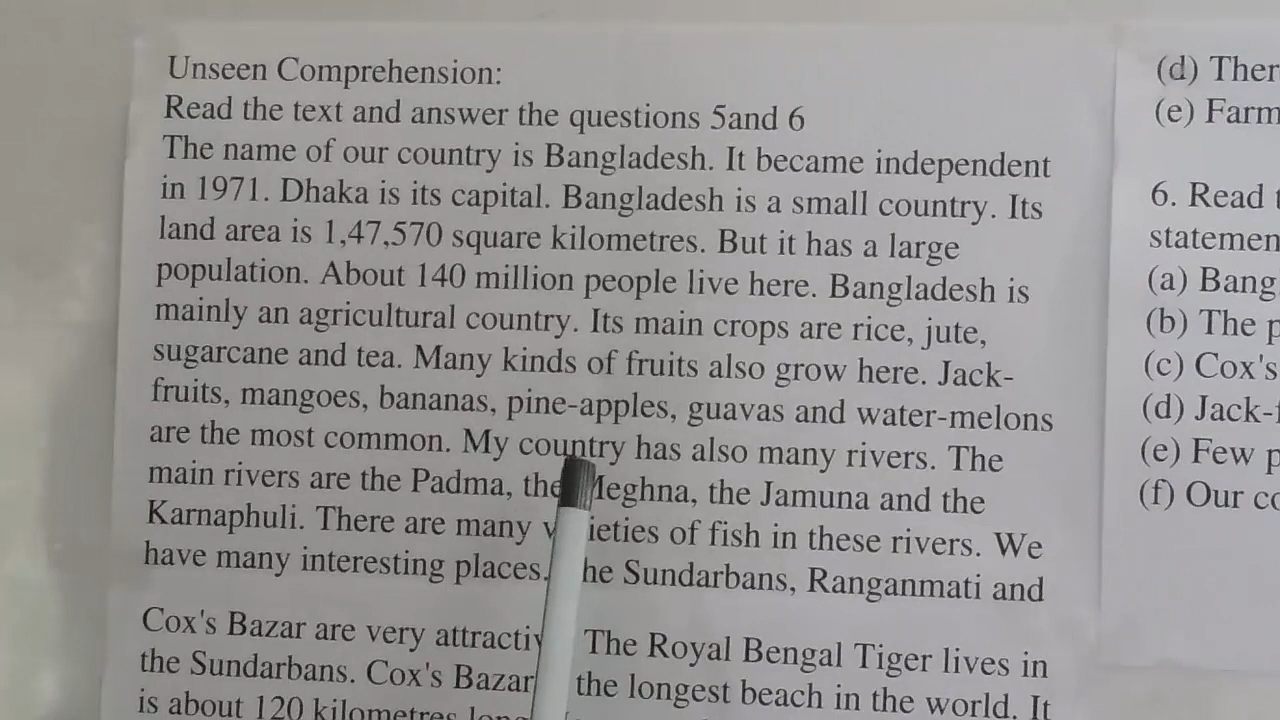 Unseen Comprehension:
Read the text and answer the questions 5and 6
The name of our country is Bangladesh. It became independent
in 1971. Dhaka is its capital. Bangladesh is a small country. Its
land area is 1,47,570 square kilometres. But it has a large
population. About 140 million people live here. Bangladesh is
mainly an agricultural country. Its main crops are rice, jute,
sugarcane and tea. Many kinds of fruits also grow here. Jack-
fruits, mangoes, bananas, pine-apples, guavas and water-melons
are the most common. My country has also many rivers. The
main rivers are the Padma, the Meghna, the Jamuna and the
Karnaphuli. There are many ieties of fish in these rivers. We
have many interesting places. he Sundarbans, Ranganmati and
Cox's Bazar are very attracti The Royal Bengal Tiger lives in
the Sundarbans. Cox's Bazar the longest beach in the world. It
is about 120 kilometres long
(d) Ther
(e) Farm
6. Read
statemen
(a) Bang
(b) The p
(c) Cox's
(d) Jack-
(e) Few p
(f) Our co